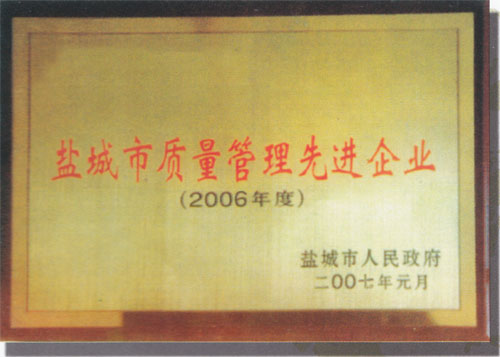 盐城市质量管理先进企业
(2006年度)
盐城市人民政府
二00七年元月